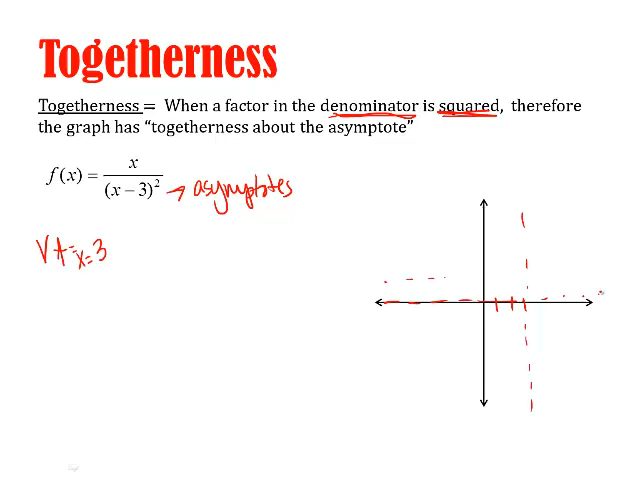 Togetherness
Togetherness = When a factor in the denominator is squared, therefore
the graph has "togetherness about the asymptote"
f(x) = x / (x − 3)² → asymptotes
VA = x = 3